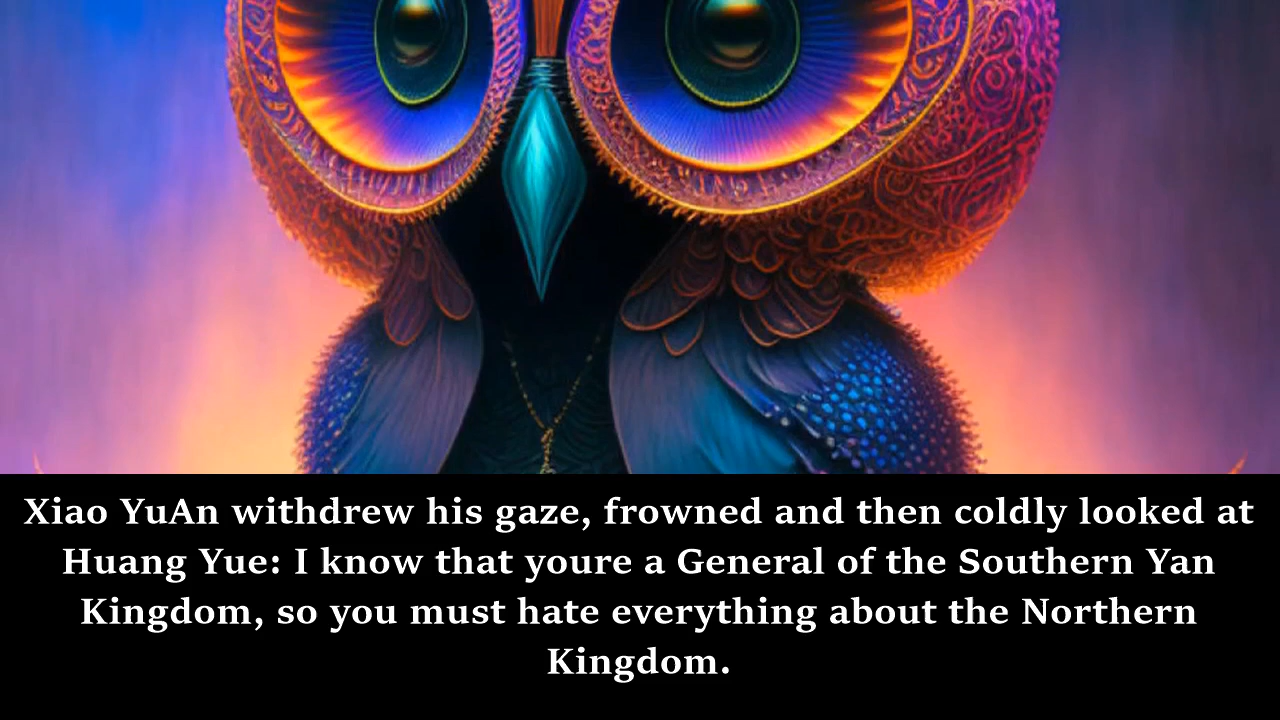 Xiao YuAn withdrew his gaze, frowned and then coldly looked at
Huang Yue: I know that youre a General of the Southern Yan
Kingdom, so you must hate everything about the Northern
Kingdom.